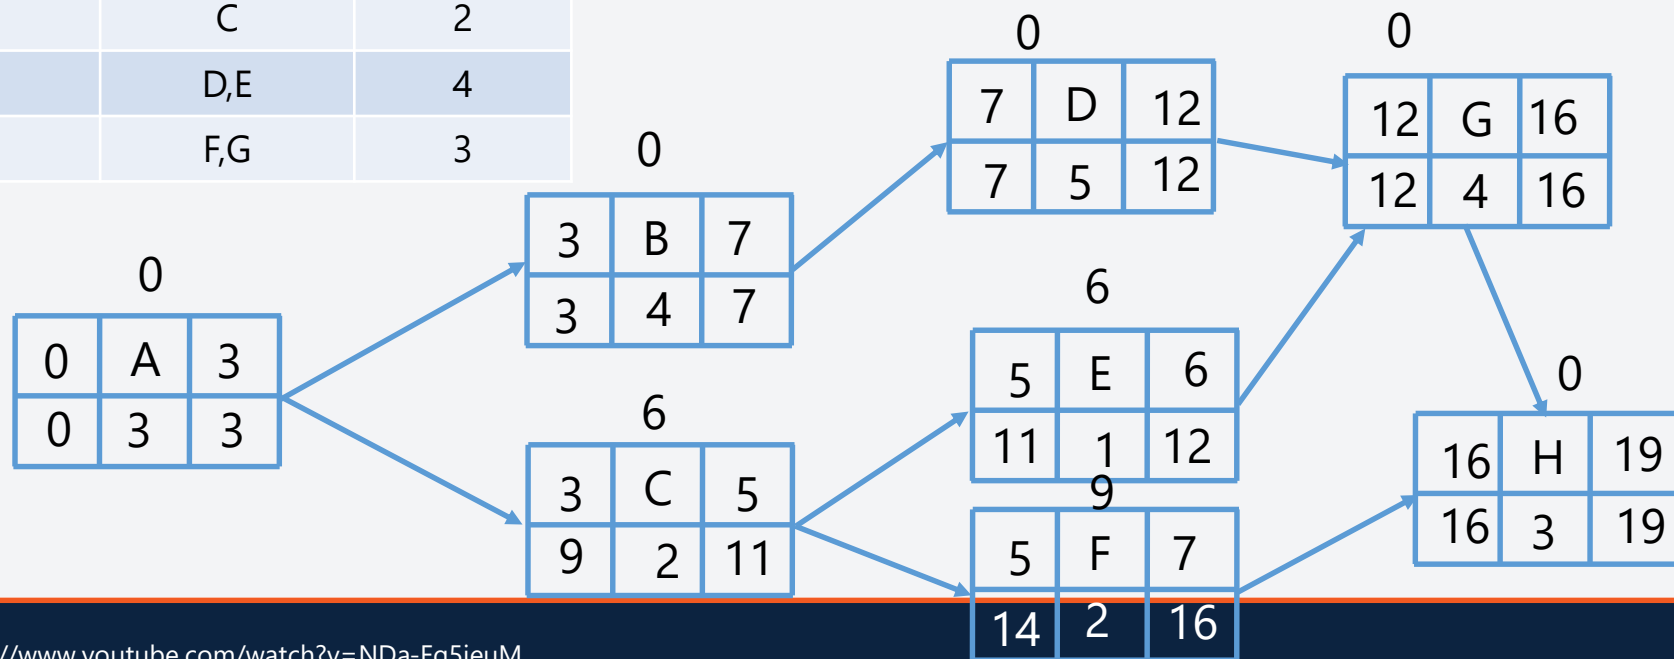 C 2
D,E 4
F,G 3
0
0 A 3
0 3 3
0
3 B 7
3 4 7
6
3 C 5
9 2 11
0
7 D 12
7 5 12
6
5 E 6
11 1 12
9
5 F 7
14 2 16
0
12 G 16
12 4 16
0
16 H 19
16 3 19
//www.youtube.com/watch?v=NDa-Fg5ieuM